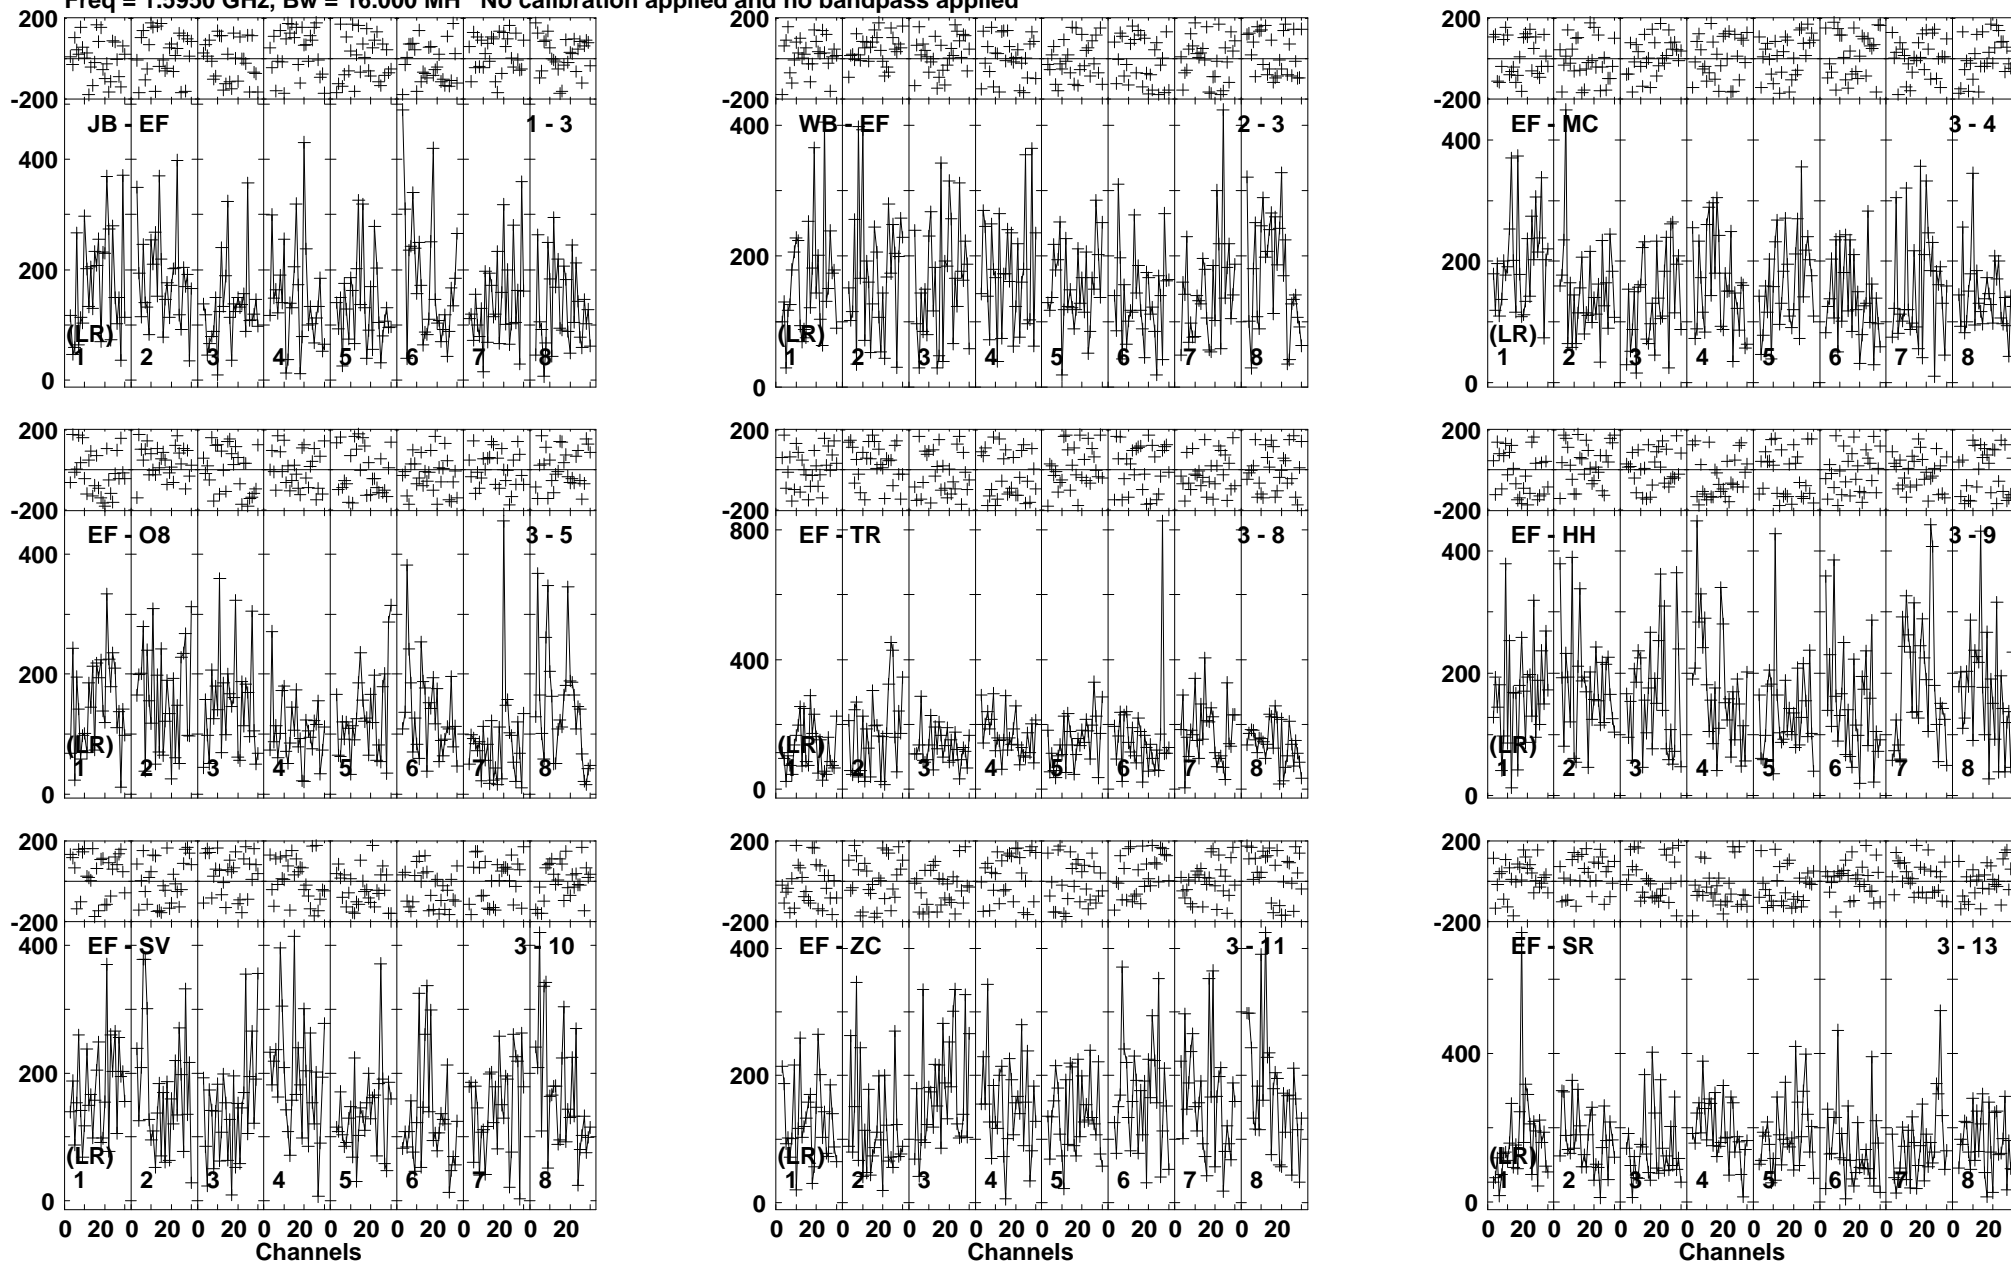 Freq = 1.5950 GHz, Bw = 16.000 MH No calibration applied and no bandpass applied
200
-200
JB - EF 1 - 3
400
200
(LR)
1 2 3 4 5 6 7 8
0
200
-200
WB - EF 2 - 3
400
200
(LR)
1 2 3 4 5 6 7 8
0
200
-200
EF - MC 3 - 4
400
200
(LR)
1 2 3 4 5 6 7 8
0
200
-200
EF - O8 3 - 5
400
200
(LR)
1 2 3 4 5 6 7 8
0
200
-200
EF - TR 3 - 8
800
400
(LR)
1 2 3 4 5 6 7 8
0
200
-200
EF - HH 3 - 9
400
200
(LR)
1 2 3 4 5 6 7 8
0
200
-200
EF - SV 3 - 10
400
200
(LR)
1 2 3 4 5 6 7 8
0
0 20 0 20 0 20 0 20 0 20 0 20 0 20 0 20
Channels
200
-200
EF - ZC 3 - 11
400
200
(LR)
1 2 3 4 5 6 7 8
0
0 20 0 20 0 20 0 20 0 20 0 20 0 20 0 20
Channels
200
-200
EF - SR 3 - 13
400
(LR)
1 2 3 4 5 6 7 8
0
0 20 0 20 0 20 0 20 0 20 0 20 0 20 0 20
Channels